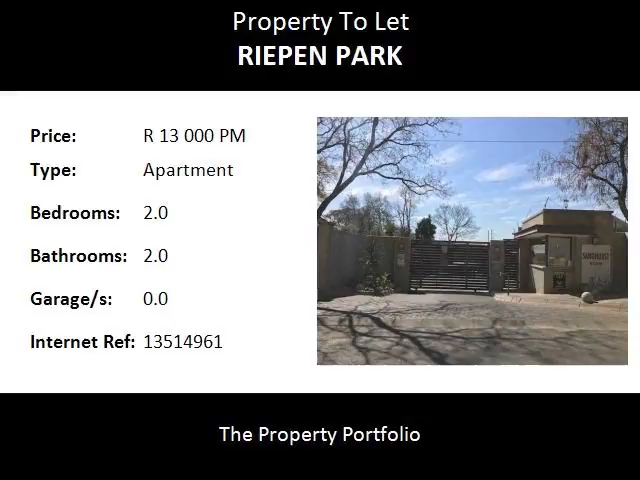 Property To Let
RIEPEN PARK
Price: R 13 000 PM
Type: Apartment
Bedrooms: 2.0
Bathrooms: 2.0
Garage/s: 0.0
Internet Ref: 13514961
SANDHURST
The Property Portfolio